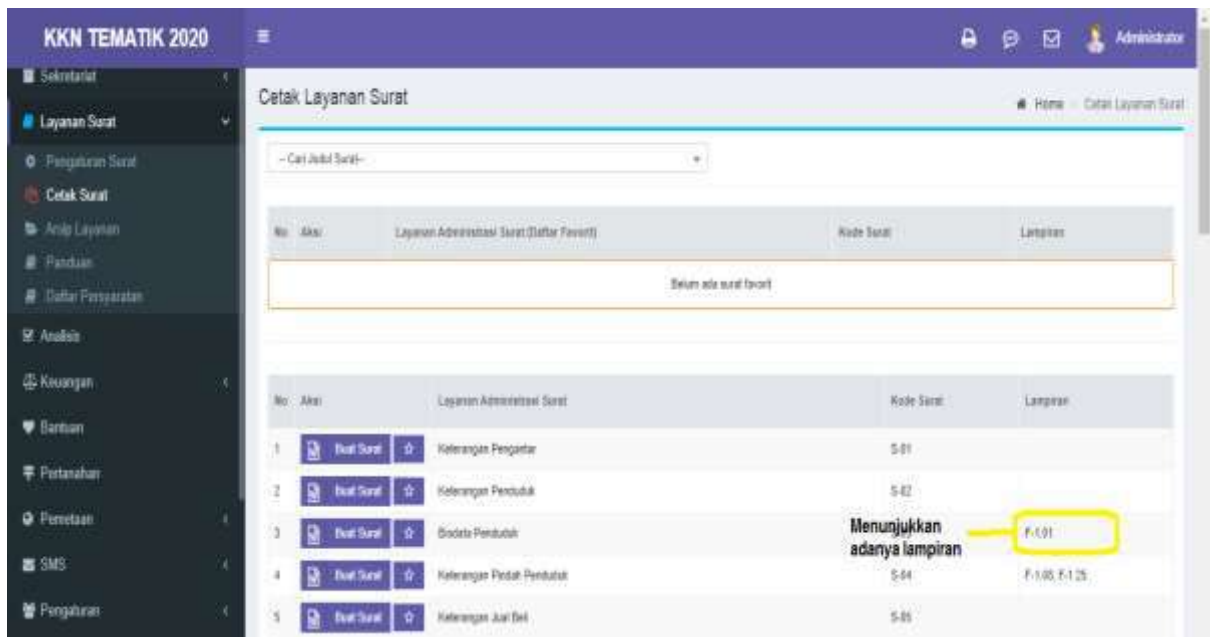 KKN TEMATIK 2020
Administrator
Sekretariat
Layanan Surat
Pengaturan Surat
Cetak Surat
Arsip Layanan
Panduan
Daftar Persyaratan
Analisis
Keuangan
Bantuan
Pertanahan
Pemetaan
SMS
Pengaturan
Cetak Layanan Surat
Home Cetak Layanan Surat
-- Cari Judul Surat--
No Aksi Layanan Administrasi Surat (Daftar Favorit) Kode Surat Lampiran
Belum ada surat favorit
No Aksi Layanan Administrasi Surat Kode Surat Lampiran
1 Buat Surat Keterangan Pengantar S-01
2 Buat Surat Keterangan Penduduk S-02
3 Buat Surat Biodata Penduduk F-1.01
Menunjukkan
adanya lampiran
4 Buat Surat Keterangan Pindah Penduduk S-04 F-1.08, F-1.25
5 Buat Surat Keterangan Jual Beli S-05